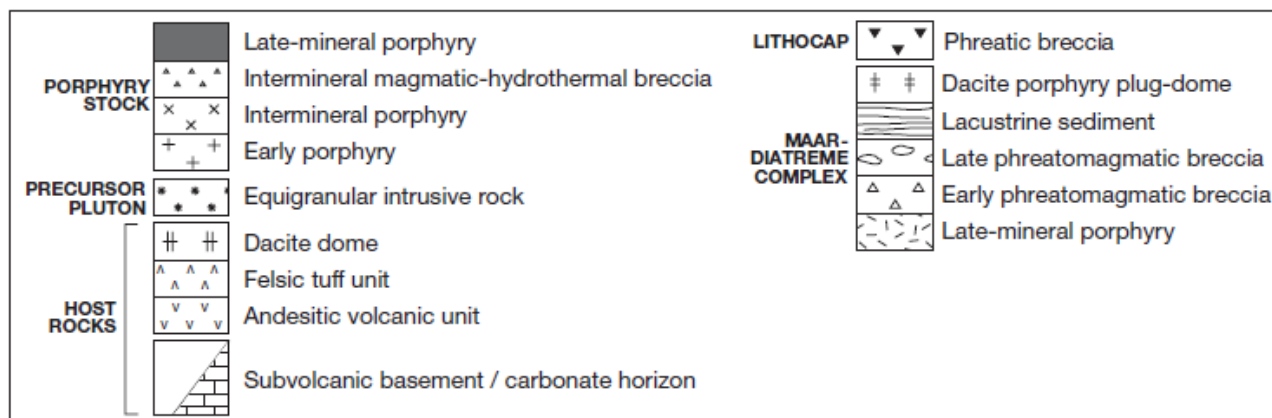 PORPHYRY
STOCK
Late-mineral porphyry
Intermineral magmatic-hydrothermal breccia
Intermineral porphyry
Early porphyry
PRECURSOR
PLUTON
Equigranular intrusive rock
HOST
ROCKS
Dacite dome
Felsic tuff unit
Andesitic volcanic unit
Subvolcanic basement / carbonate horizon
LITHOCAP
Phreatic breccia
MAAR-
DIATREME
COMPLEX
Dacite porphyry plug-dome
Lacustrine sediment
Late phreatomagmatic breccia
Early phreatomagmatic breccia
Late-mineral porphyry